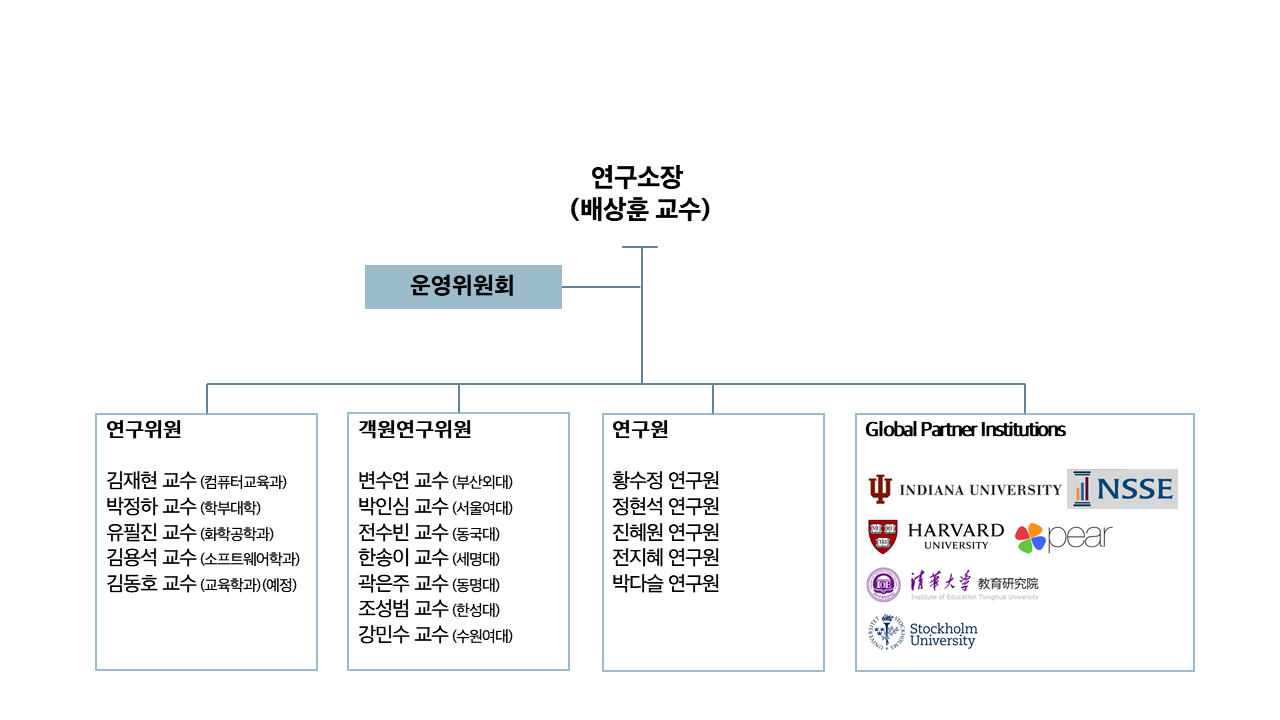 연구소장
(배상훈 교수)
운영위원회
연구위원
김재현 교수 (컴퓨터교육과)
박정하 교수 (학부대학)
유필진 교수 (화학공학과)
김용석 교수 (소프트웨어학과)
김동호 교수 (교육학과)(예정)
객원연구위원
변수연 교수 (부산외대)
박인심 교수 (서울여대)
전수빈 교수 (동국대)
한송이 교수 (세명대)
곽은주 교수 (동명대)
조성범 교수 (한성대)
강민수 교수 (수원여대)
연구원
황수정 연구원
정현석 연구원
진혜원 연구원
전지혜 연구원
박다슬 연구원
Global Partner Institutions
INDIANA UNIVERSITY
NSSE
HARVARD
UNIVERSITY
pear
清华大学 教育研究院
Institute of Education Tsinghua University
Stockholm
University